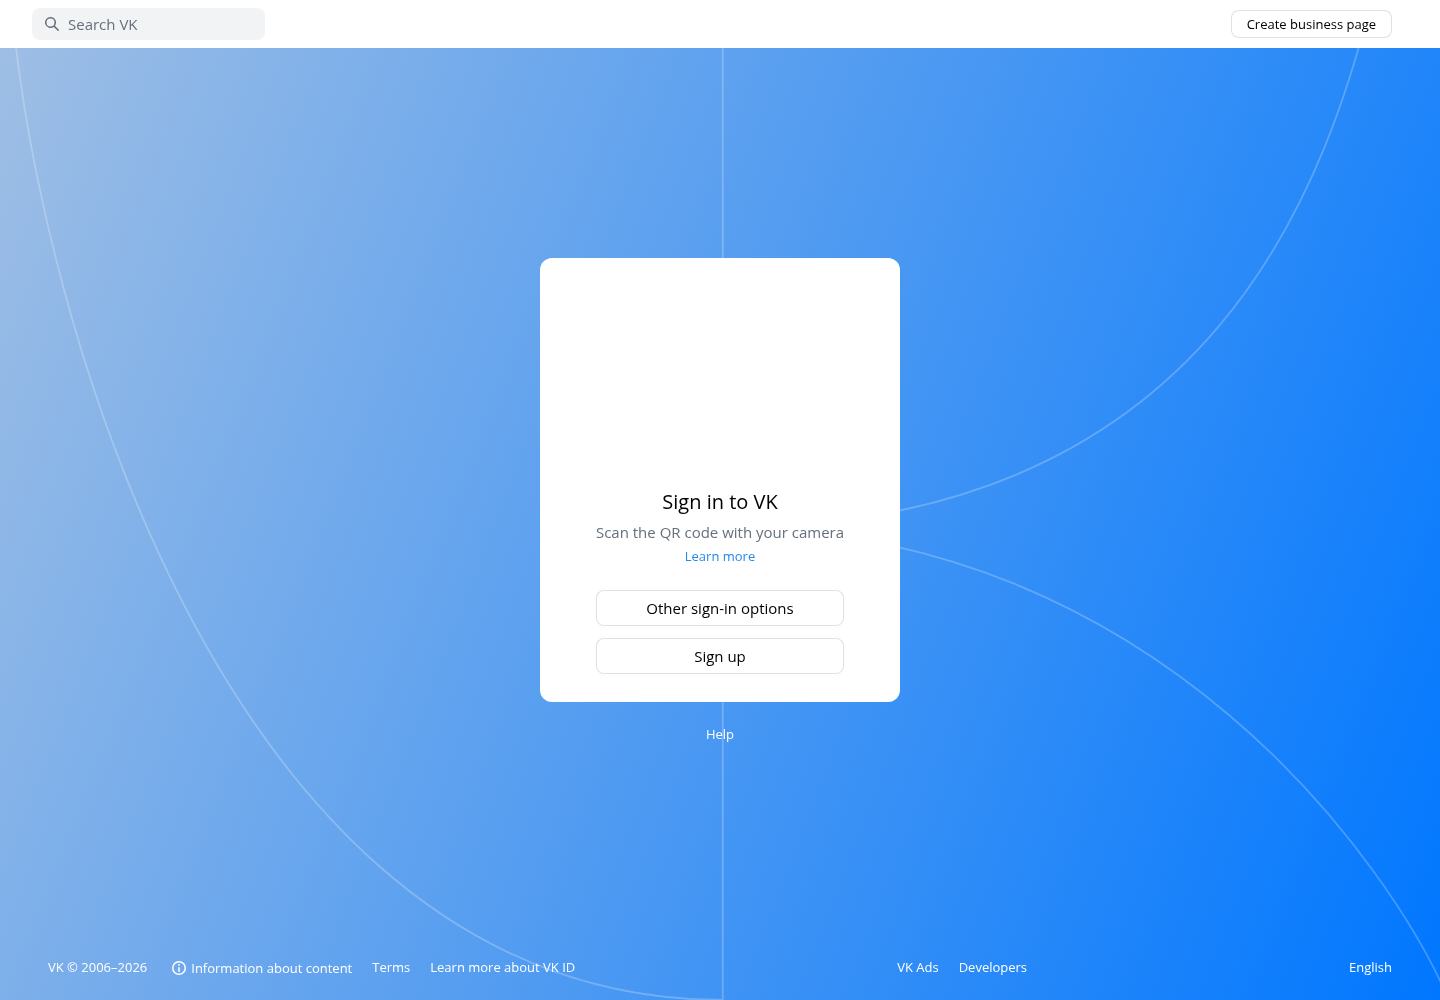 Search VK
Create business page
Sign in to VK
Scan the QR code with your camera
Learn more
Other sign-in options
Sign up
Help
VK © 2006–2026
Information about content
Terms
Learn more about VK ID
VK Ads
Developers
English